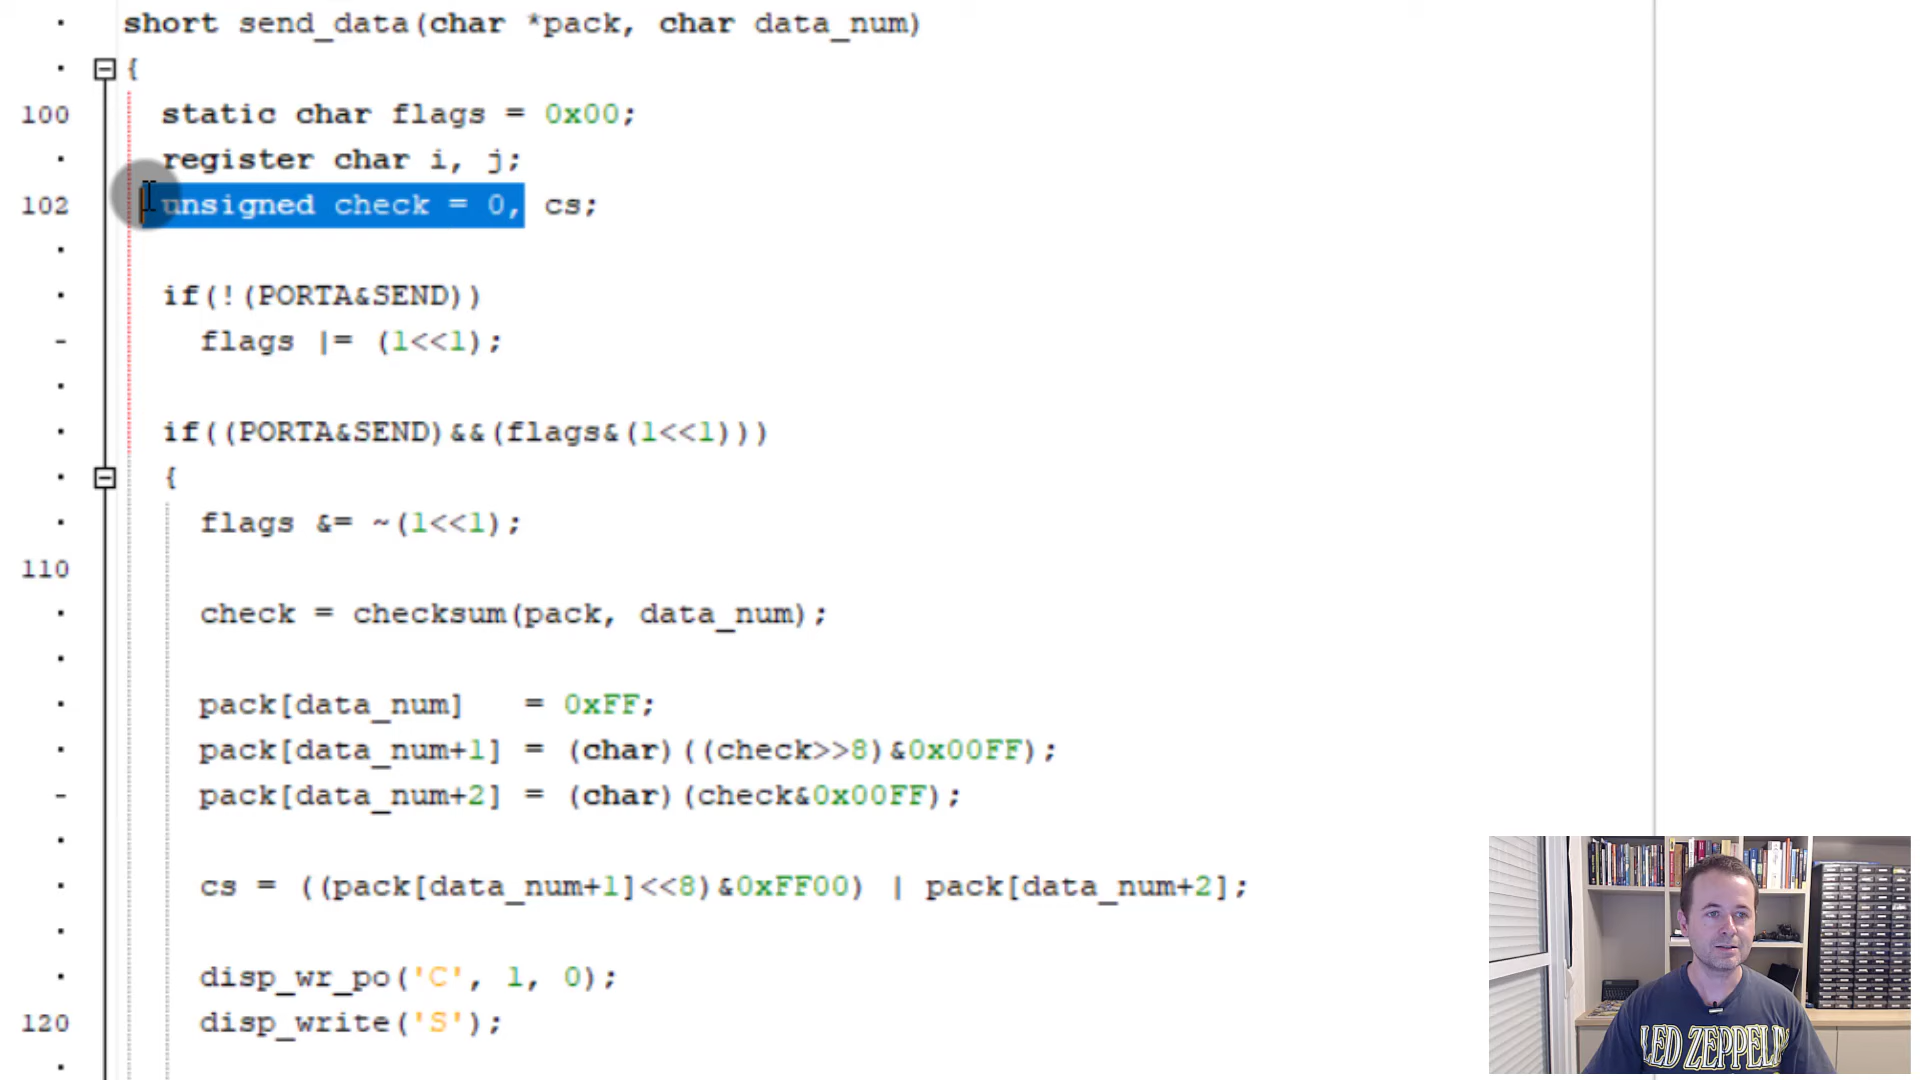 short send_data(char *pack, char data_num)
{
100 static char flags = 0x00;
register char i, j;
102 unsigned check = 0, cs;
if(!(PORTA&SEND))
flags |= (1<<1);
if((PORTA&SEND)&&(flags&(1<<1)))
{
flags &= ~(1<<1);
110
check = checksum(pack, data_num);
pack[data_num]   = 0xFF;
pack[data_num+1] = (char)((check>>8)&0x00FF);
pack[data_num+2] = (char)(check&0x00FF);
cs = ((pack[data_num+1]<<8)&0xFF00) | pack[data_num+2];
disp_wr_po('C', 1, 0);
120 disp_write('S');
LED ZEPPELIN